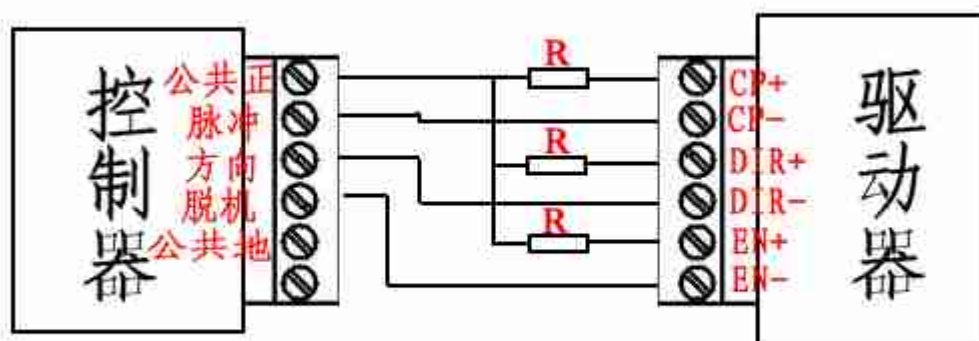 控制器
公共正
脉冲
方向
脱机
公共地
R
R
R
CP+
CP-
DIR+
DIR-
EN+
EN-
驱动器